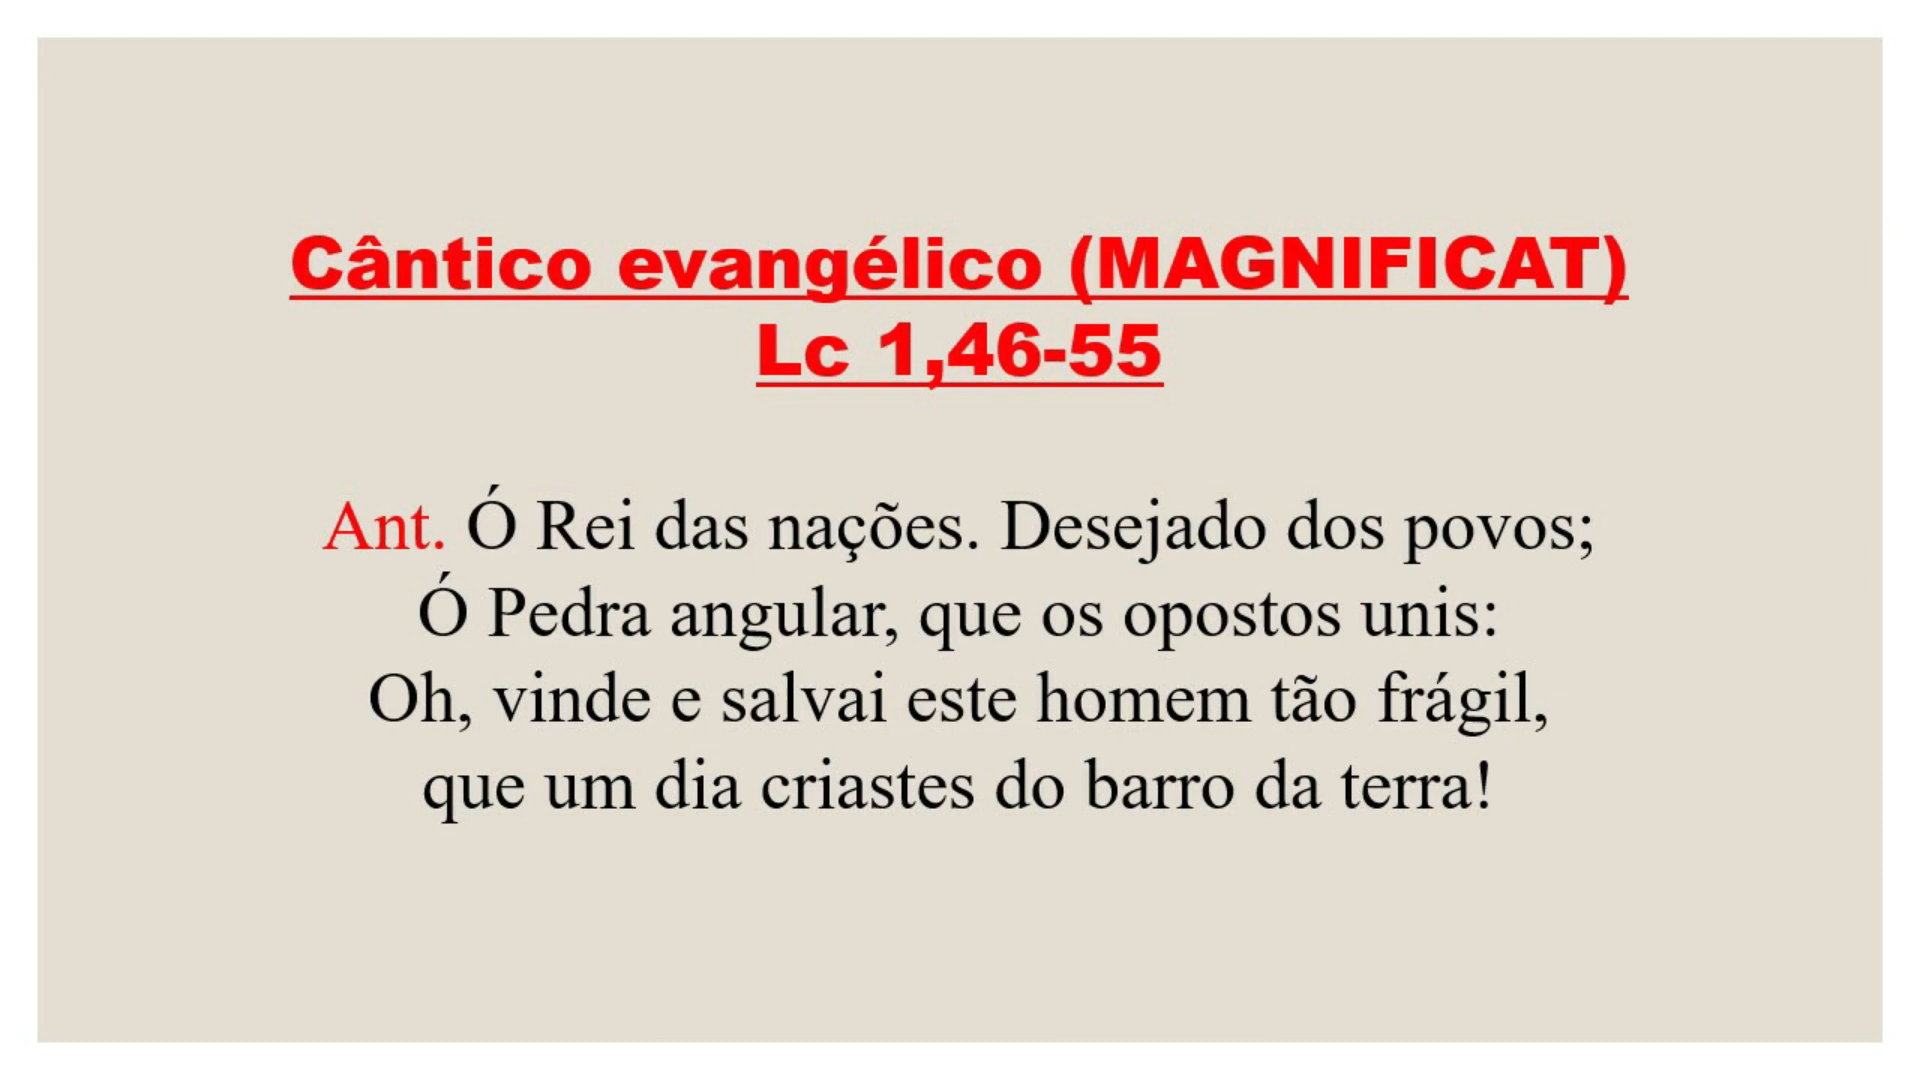 Cântico evangélico (MAGNIFICAT)
Lc 1,46-55
Ant. Ó Rei das nações. Desejado dos povos;
Ó Pedra angular, que os opostos unis:
Oh, vinde e salvai este homem tão frágil,
que um dia criastes do barro da terra!